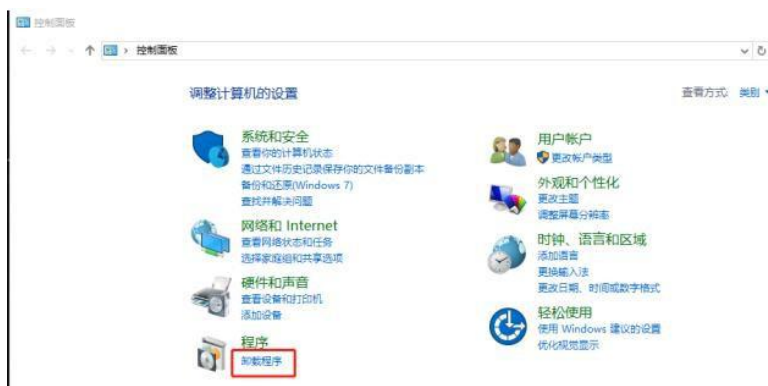 控制面板
控制面板
调整计算机的设置
查看方式: 类别
系统和安全
查看你的计算机状态
通过文件历史记录保存你的文件备份副本
备份和还原(Windows 7)
查找并解决问题
网络和 Internet
查看网络状态和任务
选择家庭组和共享选项
硬件和声音
查看设备和打印机
添加设备
程序
卸载程序
用户帐户
更改帐户类型
外观和个性化
更改主题
调整屏幕分辨率
时钟、语言和区域
添加语言
更换输入法
更改日期、时间或数字格式
轻松使用
使用 Windows 建议的设置
优化视觉显示